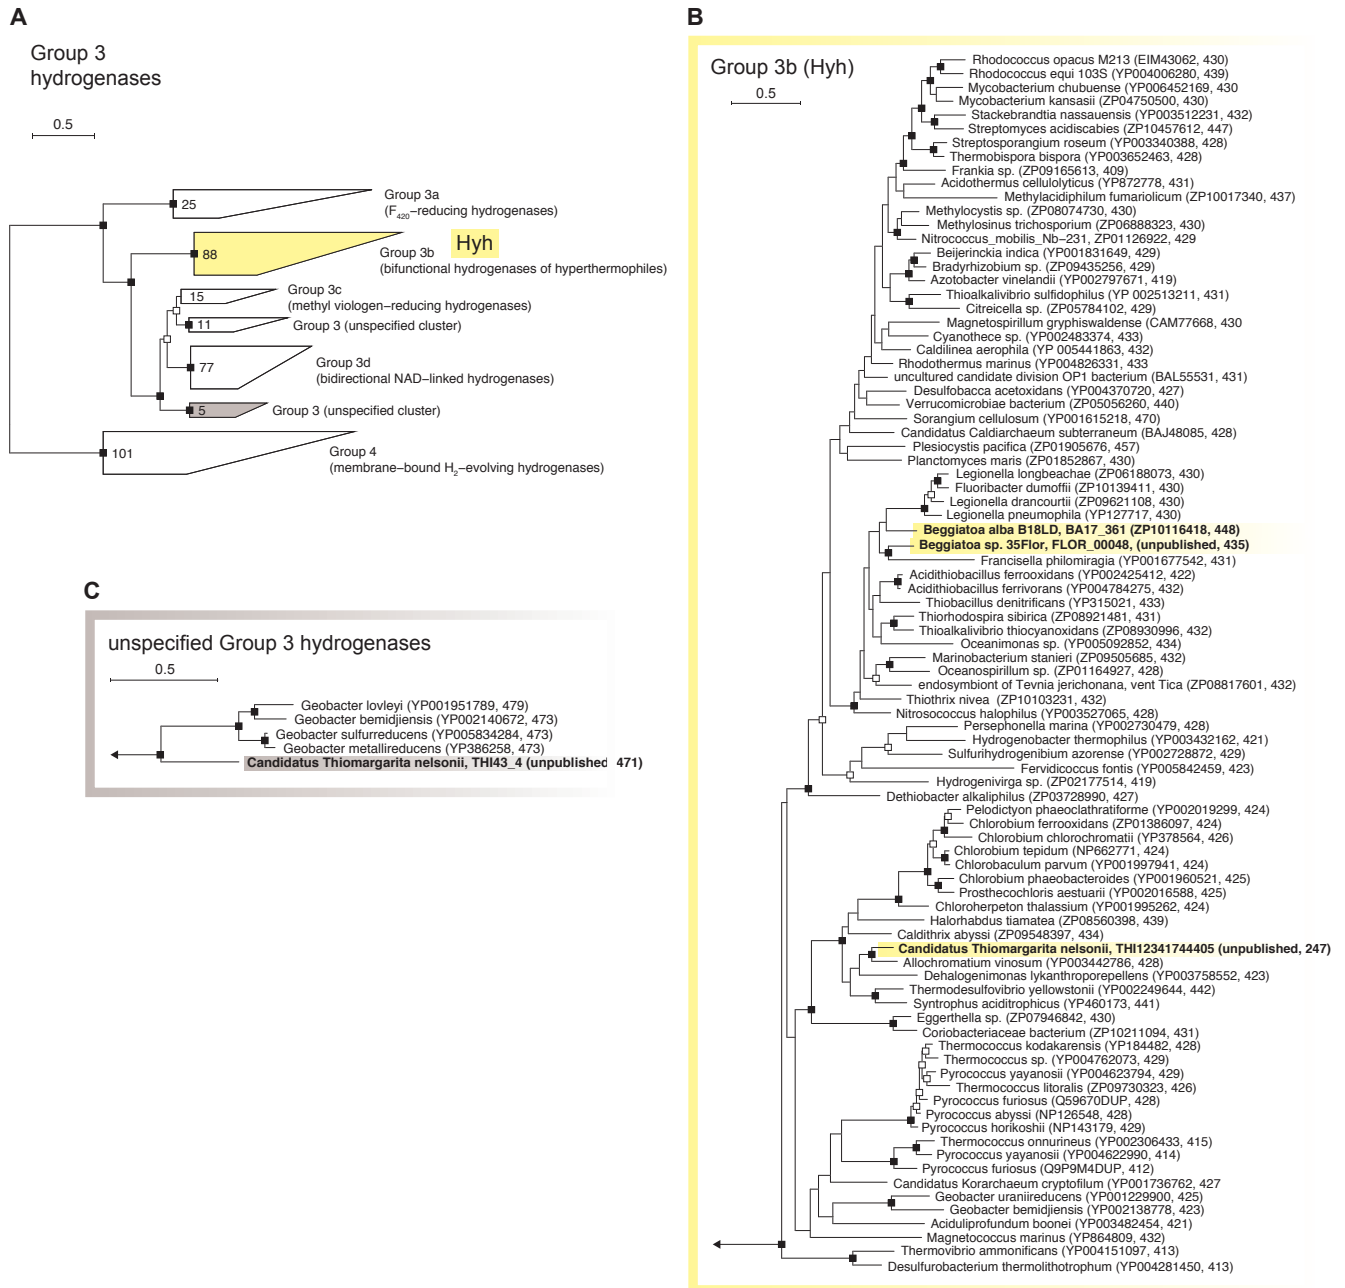 A
Group 3
hydrogenases
0.5
25
Group 3a
(F420−reducing hydrogenases)
88
Hyh
Group 3b
(bifunctional hydrogenases of hyperthermophiles)
15
Group 3c
(methyl viologen−reducing hydrogenases)
11
Group 3 (unspecified cluster)
77
Group 3d
(bidirectional NAD−linked hydrogenases)
5
Group 3 (unspecified cluster)
101
Group 4
(membrane−bound H2−evolving hydrogenases)
B
Group 3b (Hyh)
0.5
Rhodococcus opacus M213 (EIM43062, 430)
Rhodococcus equi 103S (YP004006280, 439)
Mycobacterium chubuense (YP006452169, 430
Mycobacterium kansasii (ZP04750500, 430)
Stackebrandtia nassauensis (YP003512231, 432)
Streptomyces acidiscabies (ZP10457612, 447)
Streptosporangium roseum (YP003340388, 428)
Thermobispora bispora (YP003652463, 428)
Frankia sp. (ZP09165613, 409)
Acidothermus cellulolyticus (YP872778, 431)
Methylacidiphilum fumariolicum (ZP10017340, 437)
Methylocystis sp. (ZP08074730, 430)
Methylosinus trichosporium (ZP06888323, 430)
Nitrococcus_mobilis_Nb−231, ZP01126922, 429
Beijerinckia indica (YP001831649, 429)
Bradyrhizobium sp. (ZP09435256, 429)
Azotobacter vinelandii (YP002797671, 419)
Thioalkalivibrio sulfidophilus (YP 002513211, 431)
Citreicella sp. (ZP05784102, 429)
Magnetospirillum gryphiswaldense (CAM77668, 430
Cyanothece sp. (YP002483374, 433)
Caldilinea aerophila (YP 005441863, 432)
Rhodothermus marinus (YP004826331, 433
uncultured candidate division OP1 bacterium (BAL55531, 431)
Desulfobacca acetoxidans (YP004370720, 427)
Verrucomicrobiae bacterium (ZP05056260, 440)
Sorangium cellulosum (YP001615218, 470)
Candidatus Caldiarchaeum subterraneum (BAJ48085, 428)
Plesiocystis pacifica (ZP01905676, 457)
Planctomyces maris (ZP01852867, 430)
Legionella longbeachae (ZP06188073, 430)
Fluoribacter dumoffii (ZP10139411, 430)
Legionella drancourtii (ZP09621108, 430)
Legionella pneumophila (YP127717, 430)
Beggiatoa alba B18LD, BA17_361 (ZP10116418, 448)
Beggiatoa sp. 35Flor, FLOR_00048, (unpublished, 435)
Francisella philomiragia (YP001677542, 431)
Acidithiobacillus ferrooxidans (YP002425412, 422)
Acidithiobacillus ferrivorans (YP004784275, 432)
Thiobacillus denitrificans (YP315021, 433)
Thiorhodospira sibirica (ZP08921481, 431)
Thioalkalivibrio thiocyanoxidans (ZP08930996, 432)
Oceanimonas sp. (YP005092852, 434)
Marinobacterium stanieri (ZP09505685, 432)
Oceanospirillum sp. (ZP01164927, 428)
endosymbiont of Tevnia jerichonana, vent Tica (ZP08817601, 432)
Thiothrix nivea (ZP10103231, 432)
Nitrosococcus halophilus (YP003527065, 428)
Persephonella marina (YP002730479, 428)
Hydrogenobacter thermophilus (YP003432162, 421)
Sulfurihydrogenibium azorense (YP002728872, 429)
Fervidicoccus fontis (YP005842459, 423)
Hydrogenivirga sp. (ZP02177514, 419)
Dethiobacter alkaliphilus (ZP03728990, 427)
Pelodictyon phaeoclathratiforme (YP002019299, 424)
Chlorobium ferrooxidans (ZP01386097, 424)
Chlorobium chlorochromatii (YP378564, 426)
Chlorobium tepidum (NP662771, 424)
Chlorobaculum parvum (YP001997941, 424)
Chlorobium phaeobacteroides (YP001960521, 425)
Prosthecochloris aestuarii (YP002016588, 425)
Chloroherpeton thalassium (YP001995262, 424)
Halorhabdus tiamatea (ZP08560398, 439)
Caldithrix abyssi (ZP09548397, 434)
Candidatus Thiomargarita nelsonii, THI12341744405 (unpublished, 247)
Allochromatium vinosum (YP003442786, 428)
Dehalogenimonas lykanthroporepellens (YP003758552, 423)
Thermodesulfovibrio yellowstonii (YP002249644, 442)
Syntrophus aciditrophicus (YP460173, 441)
Eggerthella sp. (ZP07946842, 430)
Coriobacteriaceae bacterium (ZP10211094, 431)
Thermococcus kodakarensis (YP184482, 428)
Thermococcus sp. (YP004762073, 429)
Pyrococcus yayanosii (YP004623794, 429)
Thermococcus litoralis (ZP09730323, 426)
Pyrococcus furiosus (Q59670DUP, 428)
Pyrococcus abyssi (NP126548, 428)
Pyrococcus horikoshii (NP143179, 429)
Thermococcus onnurineus (YP002306433, 415)
Pyrococcus yayanosii (YP004622990, 414)
Pyrococcus furiosus (Q9P9M4DUP, 412)
Candidatus Korarchaeum cryptofilum (YP001736762, 427
Geobacter uraniireducens (YP001229900, 425)
Geobacter bemidjiensis (YP002138778, 423)
Aciduliprofundum boonei (YP003482454, 421)
Magnetococcus marinus (YP864809, 432)
Thermovibrio ammonificans (YP004151097, 413)
Desulfurobacterium thermolithotrophum (YP004281450, 413)
C
unspecified Group 3 hydrogenases
0.5
Geobacter lovleyi (YP001951789, 479)
Geobacter bemidjiensis (YP002140672, 473)
Geobacter sulfurreducens (YP005834284, 473)
Geobacter metallireducens (YP386258, 473)
Candidatus Thiomargarita nelsonii, THI43_4 (unpublished, 471)